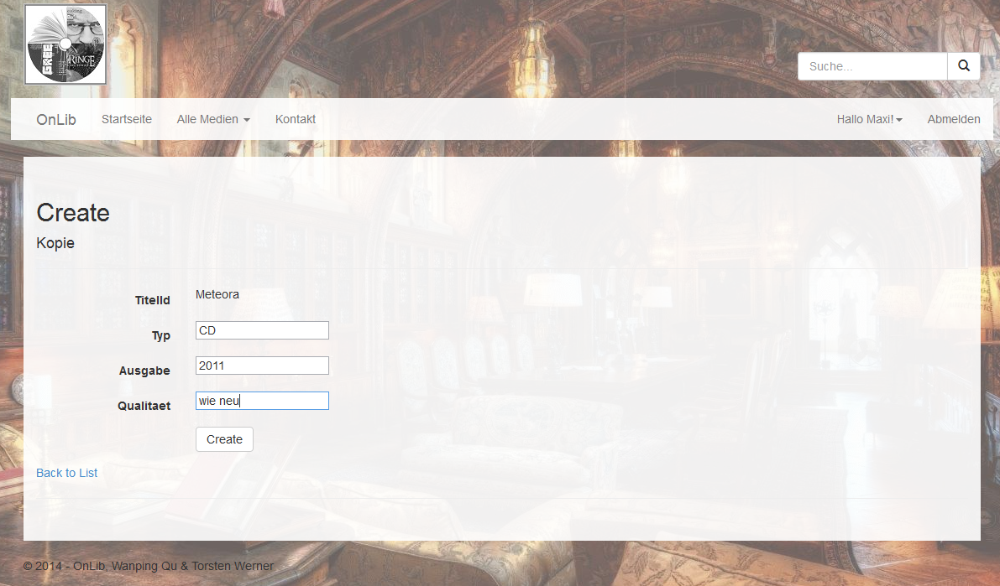 GREE
RINGE
Suche...
OnLib Startseite Alle Medien Kontakt Hallo Maxi! Abmelden
Create
Kopie
TitelId Meteora
Typ CD
Ausgabe 2011
Qualitaet wie neu
Create
Back to List
© 2014 - OnLib, Wanping Qu & Torsten Werner